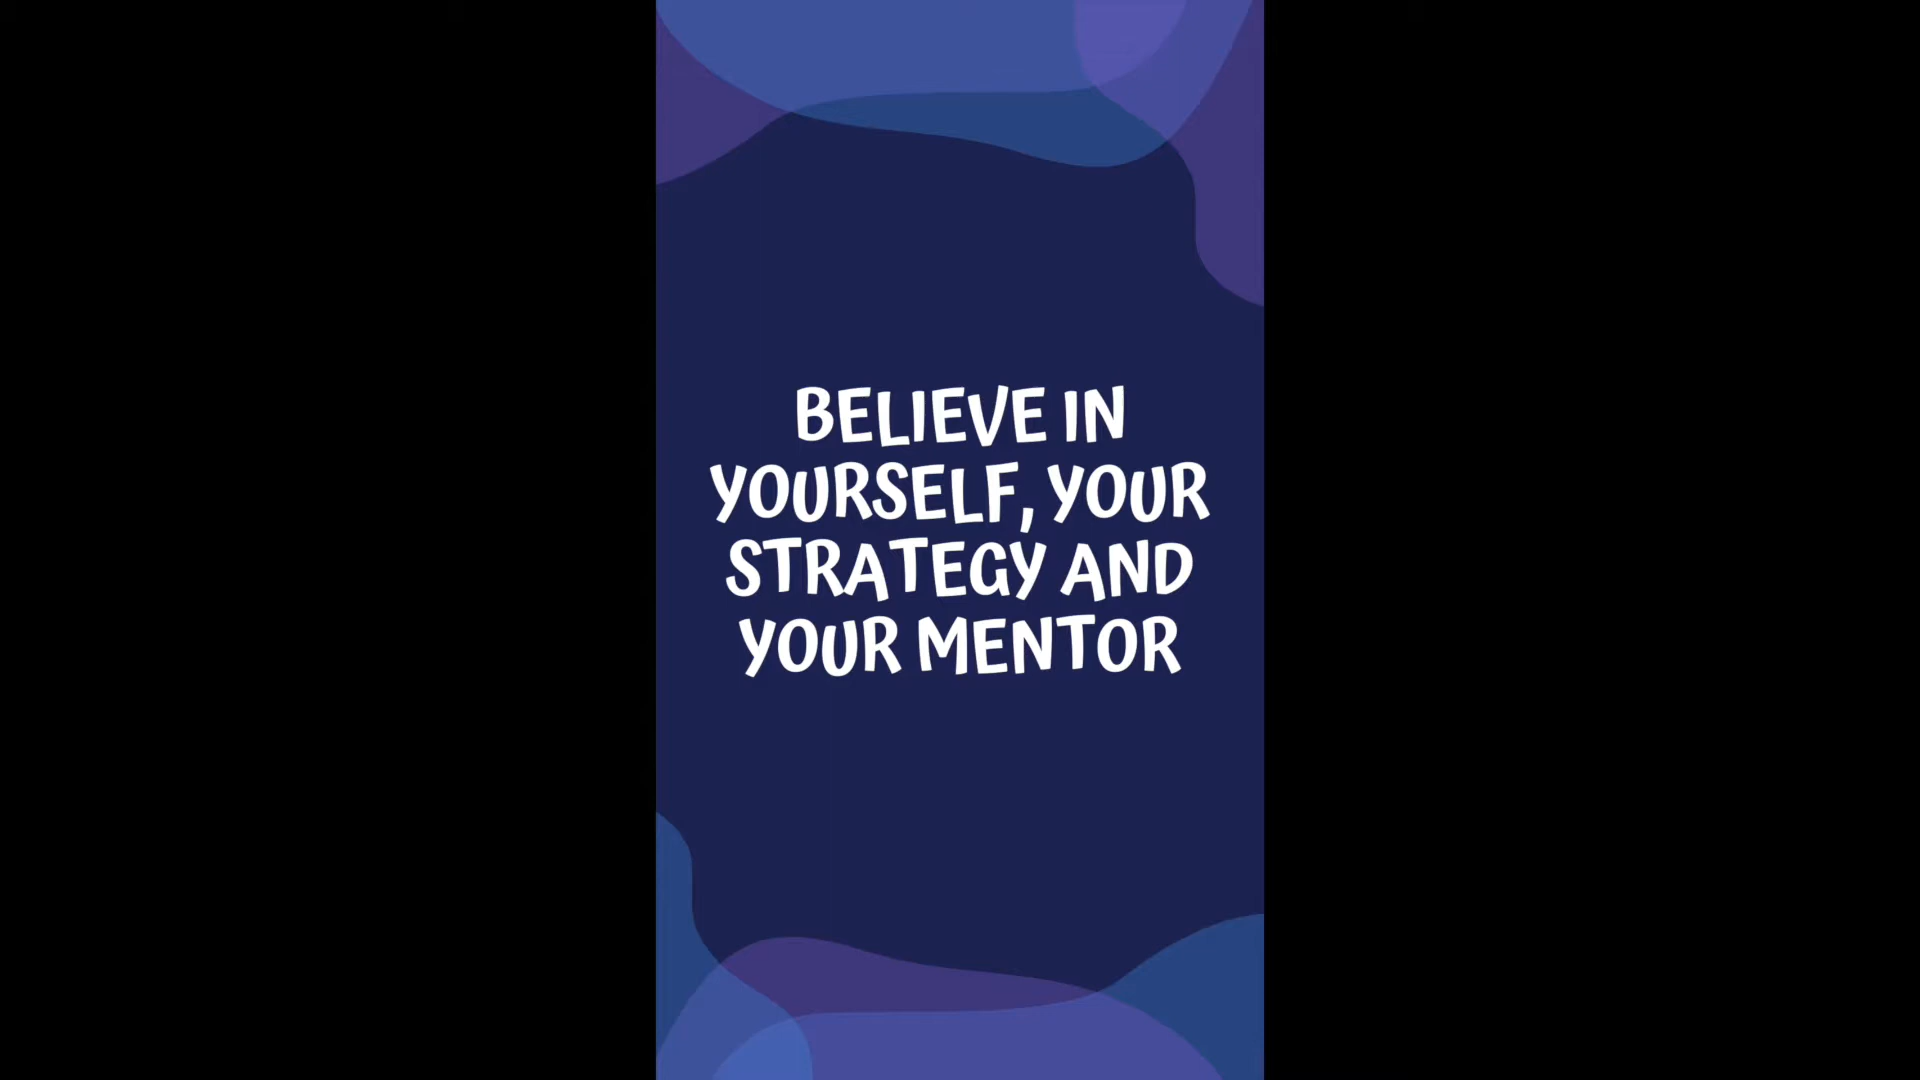 BELIEVE IN
YOURSELF, YOUR
STRATEGY AND
YOUR MENTOR